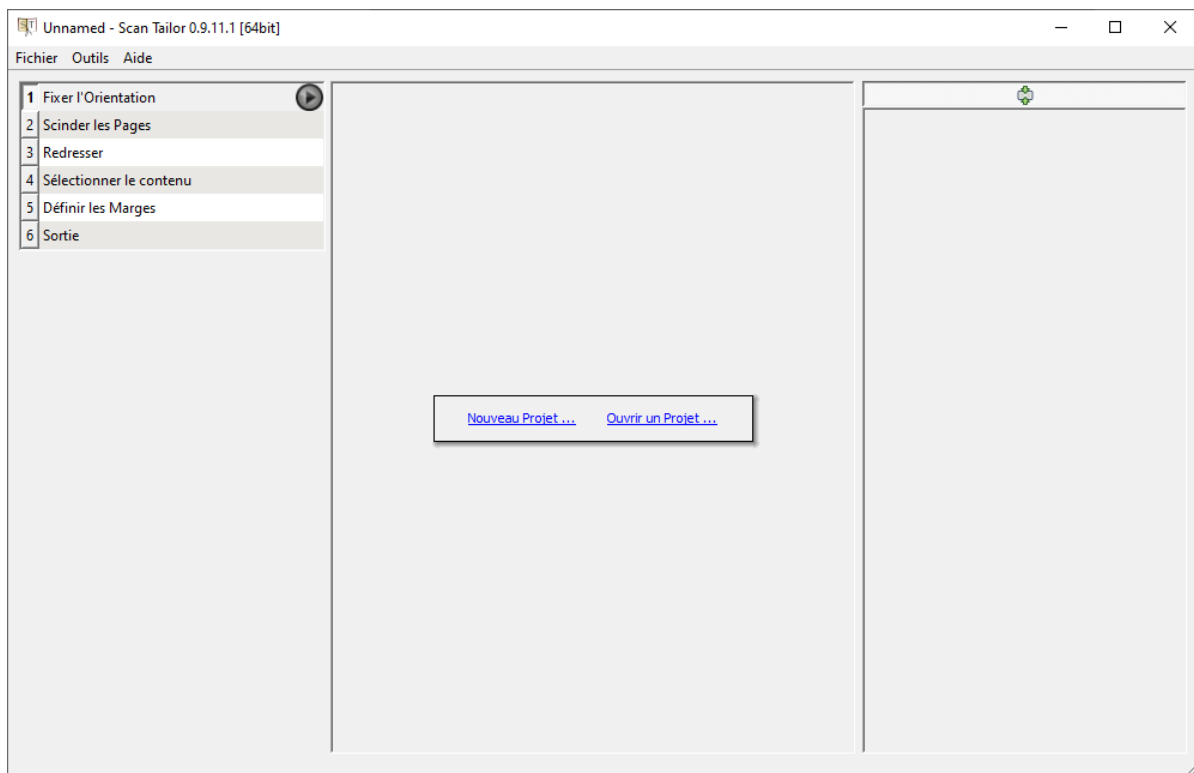 Unnamed - Scan Tailor 0.9.11.1 [64bit]
Fichier Outils Aide
1 Fixer l'Orientation
2 Scinder les Pages
3 Redresser
4 Sélectionner le contenu
5 Définir les Marges
6 Sortie
Nouveau Projet ... Ouvrir un Projet ...